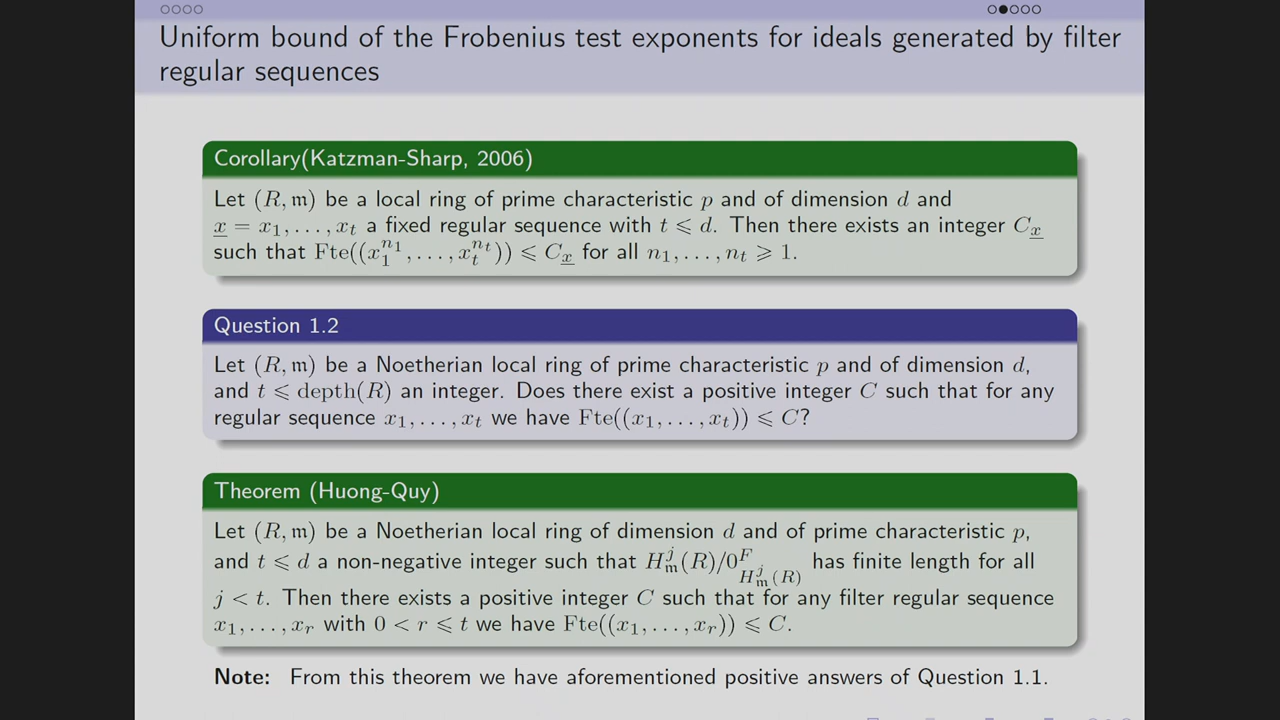 Uniform bound of the Frobenius test exponents for ideals generated by filter
regular sequences
Corollary(Katzman-Sharp, 2006)
Let (R, 𝔪) be a local ring of prime characteristic p and of dimension d and
x̲ = x₁, . . . , xₜ a fixed regular sequence with t ⩽ d. Then there exists an integer C_x̲
such that Fte((x₁^{n₁}, . . . , xₜ^{nₜ})) ⩽ C_x̲ for all n₁, . . . , nₜ ⩾ 1.
Question 1.2
Let (R, 𝔪) be a Noetherian local ring of prime characteristic p and of dimension d,
and t ⩽ depth(R) an integer. Does there exist a positive integer C such that for any
regular sequence x₁, . . . , xₜ we have Fte((x₁, . . . , xₜ)) ⩽ C?
Theorem (Huong-Quy)
Let (R, 𝔪) be a Noetherian local ring of dimension d and of prime characteristic p,
and t ⩽ d a non-negative integer such that H^j_𝔪(R)/0^F_{H^j_𝔪(R)} has finite length for all
j < t. Then there exists a positive integer C such that for any filter regular sequence
x₁, . . . , xᵣ with 0 < r ⩽ t we have Fte((x₁, . . . , xᵣ)) ⩽ C.
Note: From this theorem we have aforementioned positive answers of Question 1.1.